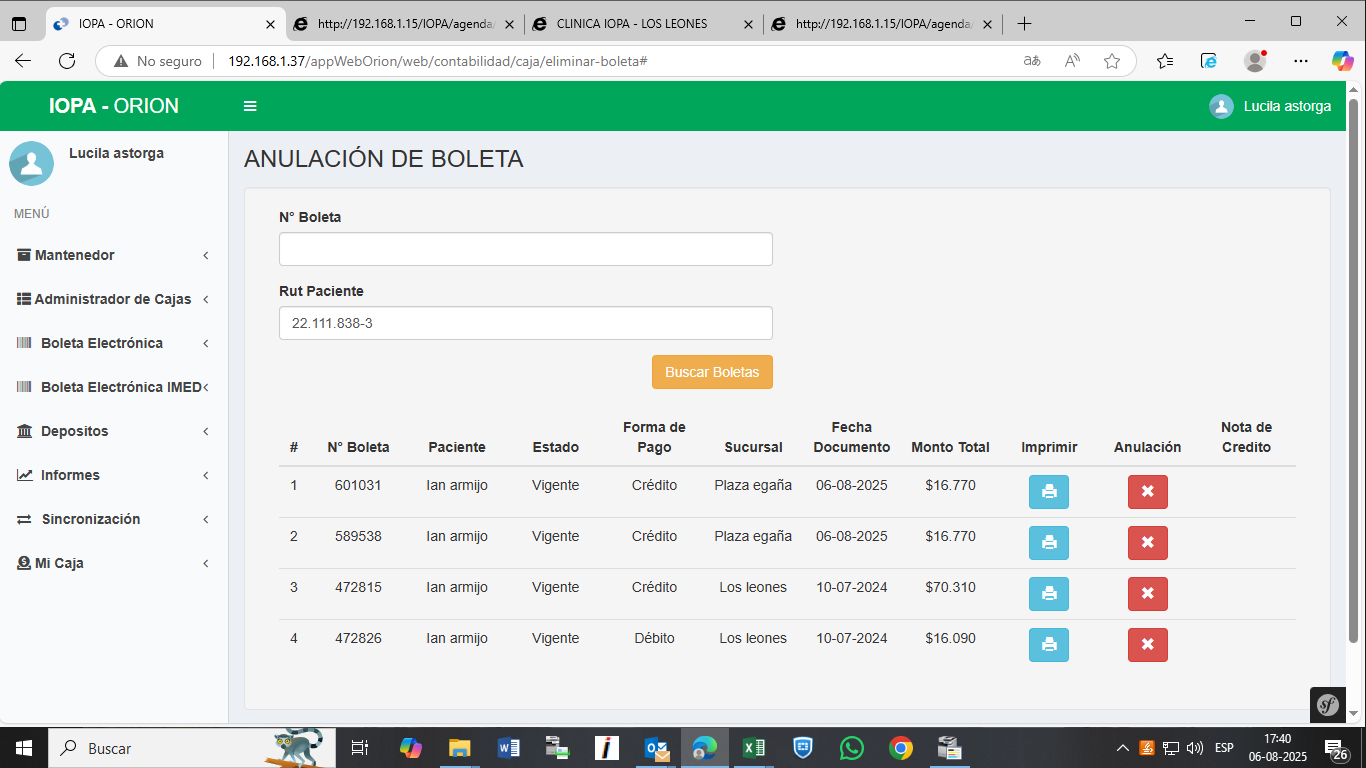 IOPA - ORION
http://192.168.1.15/IOPA/agenda
CLINICA IOPA - LOS LEONES
http://192.168.1.15/IOPA/agenda
No seguro
192.168.1.37/appWebOrion/web/contabilidad/caja/eliminar-boleta#
IOPA - ORION
Lucila astorga
Lucila astorga
MENÚ
Mantenedor
Administrador de Cajas
Boleta Electrónica
Boleta Electrónica IMED
Depositos
Informes
Sincronización
Mi Caja
ANULACIÓN DE BOLETA
N° Boleta
Rut Paciente
22.111.838-3
Buscar Boletas
# N° Boleta Paciente Estado Forma de Pago Sucursal Fecha Documento Monto Total Imprimir Anulación Nota de Credito
1 601031 Ian armijo Vigente Crédito Plaza egaña 06-08-2025 $16.770
2 589538 Ian armijo Vigente Crédito Plaza egaña 06-08-2025 $16.770
3 472815 Ian armijo Vigente Crédito Los leones 10-07-2024 $70.310
4 472826 Ian armijo Vigente Débito Los leones 10-07-2024 $16.090
sf
Buscar
ESP
17:40
06-08-2025
26